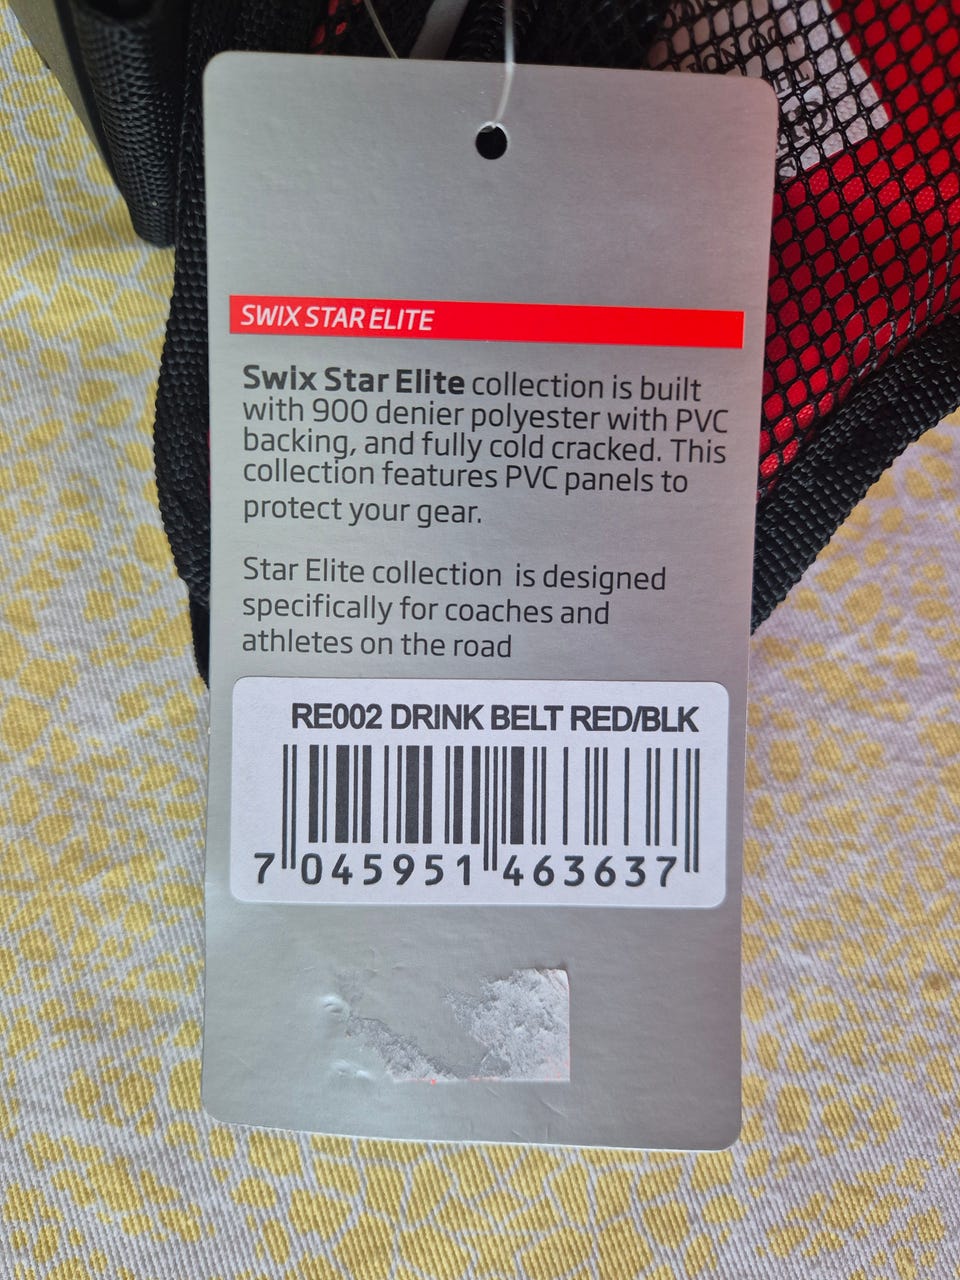 SWIX STAR ELITE
Swix Star Elite collection is built
with 900 denier polyester with PVC
backing, and fully cold cracked. This
collection features PVC panels to
protect your gear.
Star Elite collection is designed
specifically for coaches and
athletes on the road
RE002 DRINK BELT RED/BLK
7 045951 463637